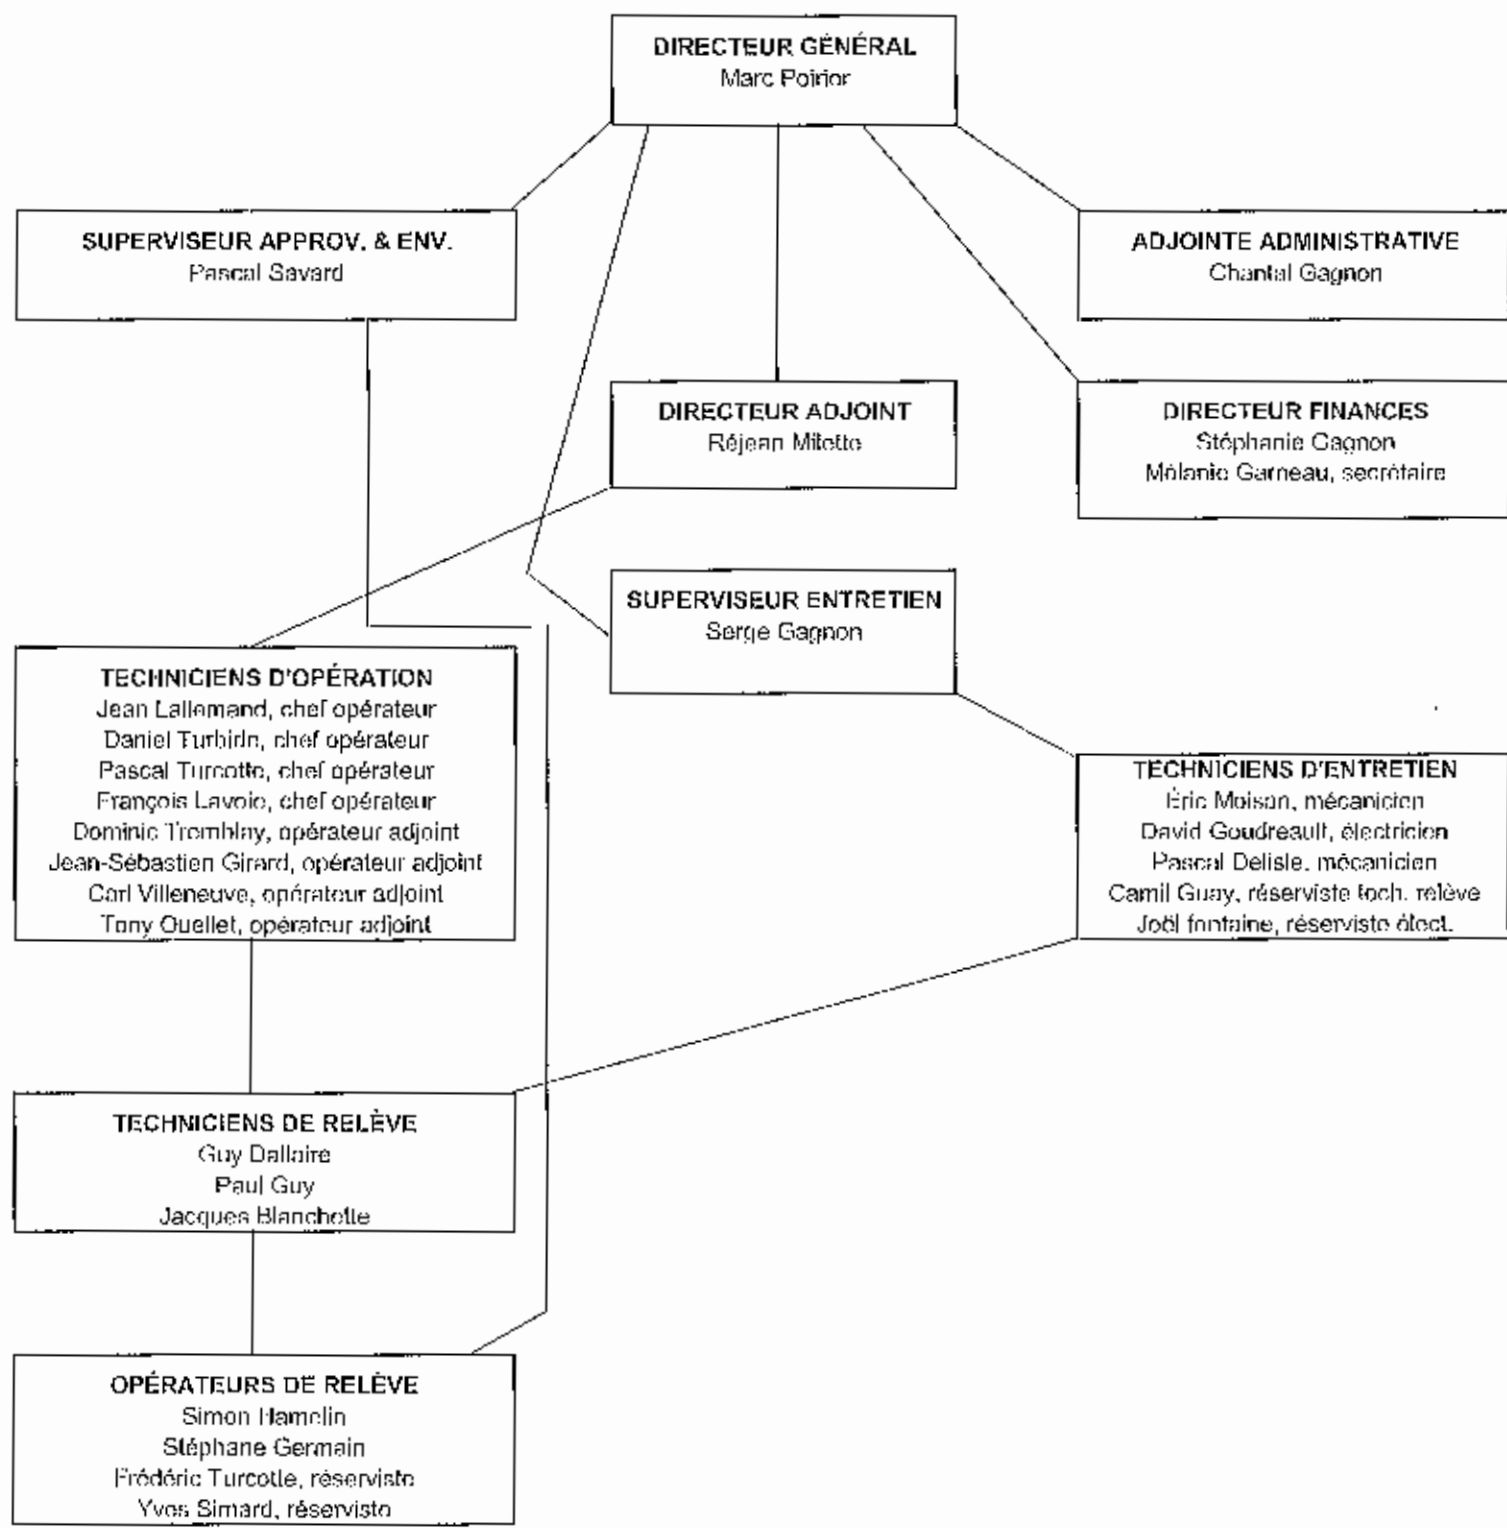 DIRECTEUR GÉNÉRAL
Marc Poirier
SUPERVISEUR APPROV. & ENV.
Pascal Savard
ADJOINTE ADMINISTRATIVE
Chantal Gagnon
DIRECTEUR ADJOINT
Réjean Milette
DIRECTEUR FINANCES
Stéphanie Gagnon
Mélanie Garneau, secrétaire
SUPERVISEUR ENTRETIEN
Serge Gagnon
TECHNICIENS D'OPÉRATION
Jean Lallemand, chef opérateur
Daniel Turbide, chef opérateur
Pascal Turcotte, chef opérateur
François Lavoie, chef opérateur
Dominic Tremblay, opérateur adjoint
Jean-Sébastien Girard, opérateur adjoint
Carl Villeneuve, opérateur adjoint
Tony Ouellet, opérateur adjoint
TECHNICIENS D'ENTRETIEN
Éric Moisan, mécanicien
David Goudreault, électricien
Pascal Delisle, mécanicien
Camil Guay, réserviste tech. relève
Joël fontaine, réserviste élect.
TECHNICIENS DE RELÈVE
Guy Dallaire
Paul Guy
Jacques Blanchette
OPÉRATEURS DE RELÈVE
Simon Hamelin
Stéphane Germain
Frédéric Turcotte, réserviste
Yves Simard, réserviste